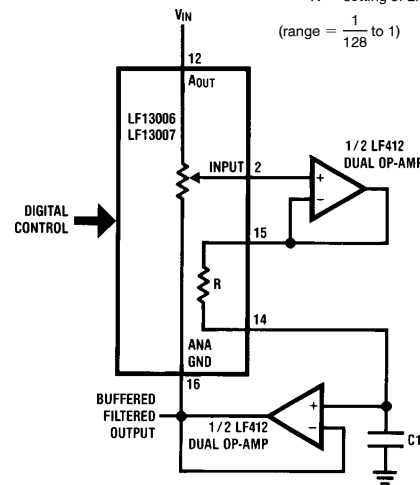 VIN
(range = 1/128 to 1)
12
AOUT
LF13006
LF13007
INPUT
2
1/2 LF412
DUAL OP-AMP
+
−
DIGITAL
CONTROL
15
R
14
ANA
GND
16
BUFFERED
FILTERED
OUTPUT
1/2 LF412
DUAL OP-AMP
+
−
C1